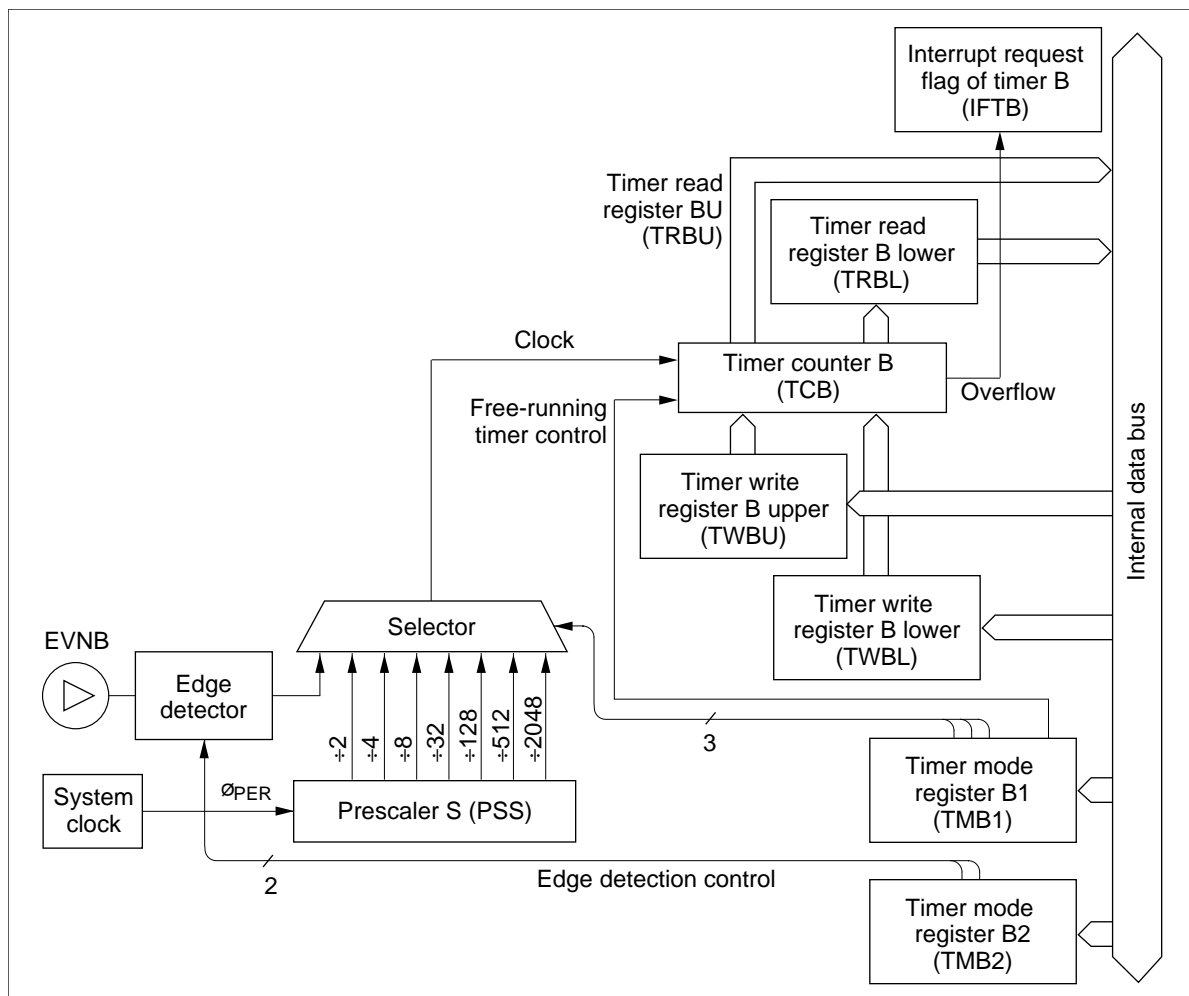 Interrupt request
flag of timer B
(IFTB)
Timer read
register BU
(TRBU)
Timer read
register B lower
(TRBL)
Clock
Timer counter B
(TCB)
Overflow
Free-running
timer control
Timer write
register B upper
(TWBU)
Internal data bus
Timer write
register B lower
(TWBL)
Selector
EVNB
Edge
detector
÷2
÷4
÷8
÷32
÷128
÷512
÷2048
3
System
clock
ØPER
Prescaler S (PSS)
Timer mode
register B1
(TMB1)
2
Edge detection control
Timer mode
register B2
(TMB2)